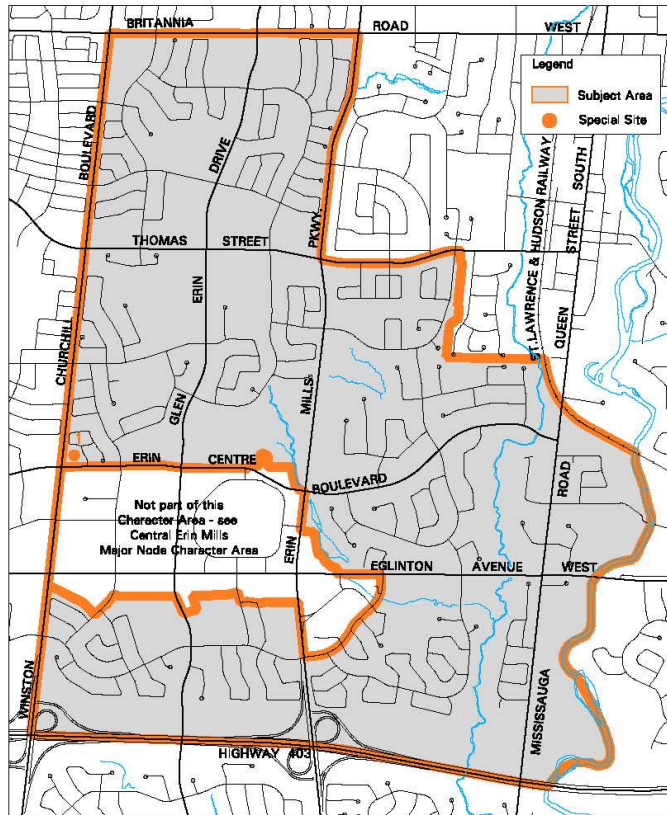 BRITANNIA ROAD WEST
Legend
Subject Area
Special Site
BOULEVARD
DRIVE
ST. LAWRENCE & HUDSON RAILWAY
STREET SOUTH
THOMAS STREET
PKWY.
ERIN
QUEEN
CHURCHILL
MILLS
GLEN
1
ERIN CENTRE
BOULEVARD
ROAD
Not part of this
Character Area - see
Central Erin Mills
Major Node Character Area
ERIN
EGLINTON AVENUE WEST
WINSTON
MISSISSAUGA
HIGHWAY 403